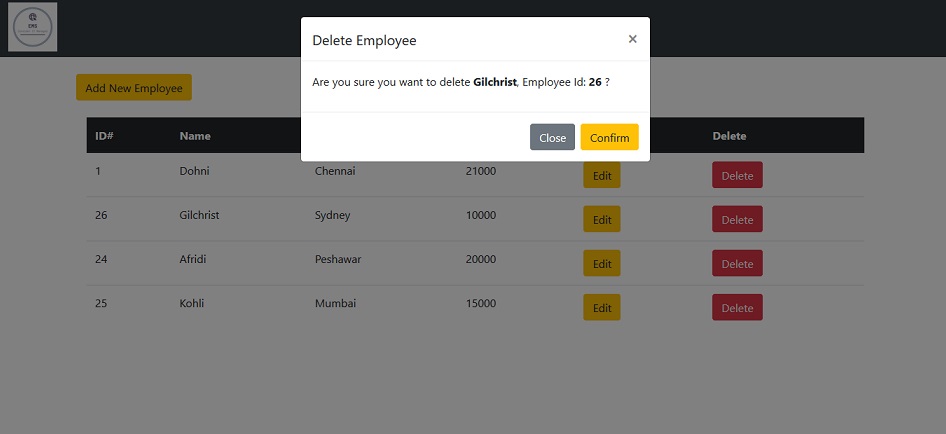 EMS
Delete Employee ×
Are you sure you want to delete Gilchrist, Employee Id: 26 ?
Close Confirm
Add New Employee
ID# Name Delete
1 Dohni Chennai 21000 Edit Delete
26 Gilchrist Sydney 10000 Edit Delete
24 Afridi Peshawar 20000 Edit Delete
25 Kohli Mumbai 15000 Edit Delete